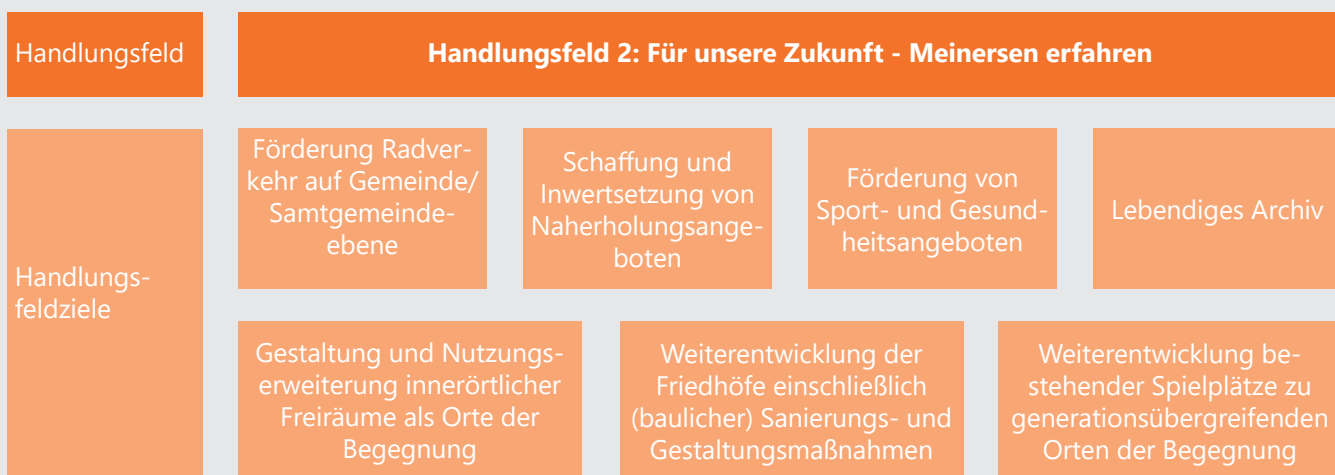 Handlungsfeld
Handlungsfeld 2: Für unsere Zukunft - Meinersen erfahren
Handlungs-
feldziele
Förderung Radver-
kehr auf Gemeinde/
Samtgemeinde-
ebene
Schaffung und
Inwertsetzung von
Naherholungsange-
boten
Förderung von
Sport- und Gesund-
heitsangeboten
Lebendiges Archiv
Gestaltung und Nutzungs-
erweiterung innerörtlicher
Freiräume als Orte der
Begegnung
Weiterentwicklung der
Friedhöfe einschließlich
(baulicher) Sanierungs- und
Gestaltungsmaßnahmen
Weiterentwicklung be-
stehender Spielplätze zu
generationsübergreifenden
Orten der Begegnung